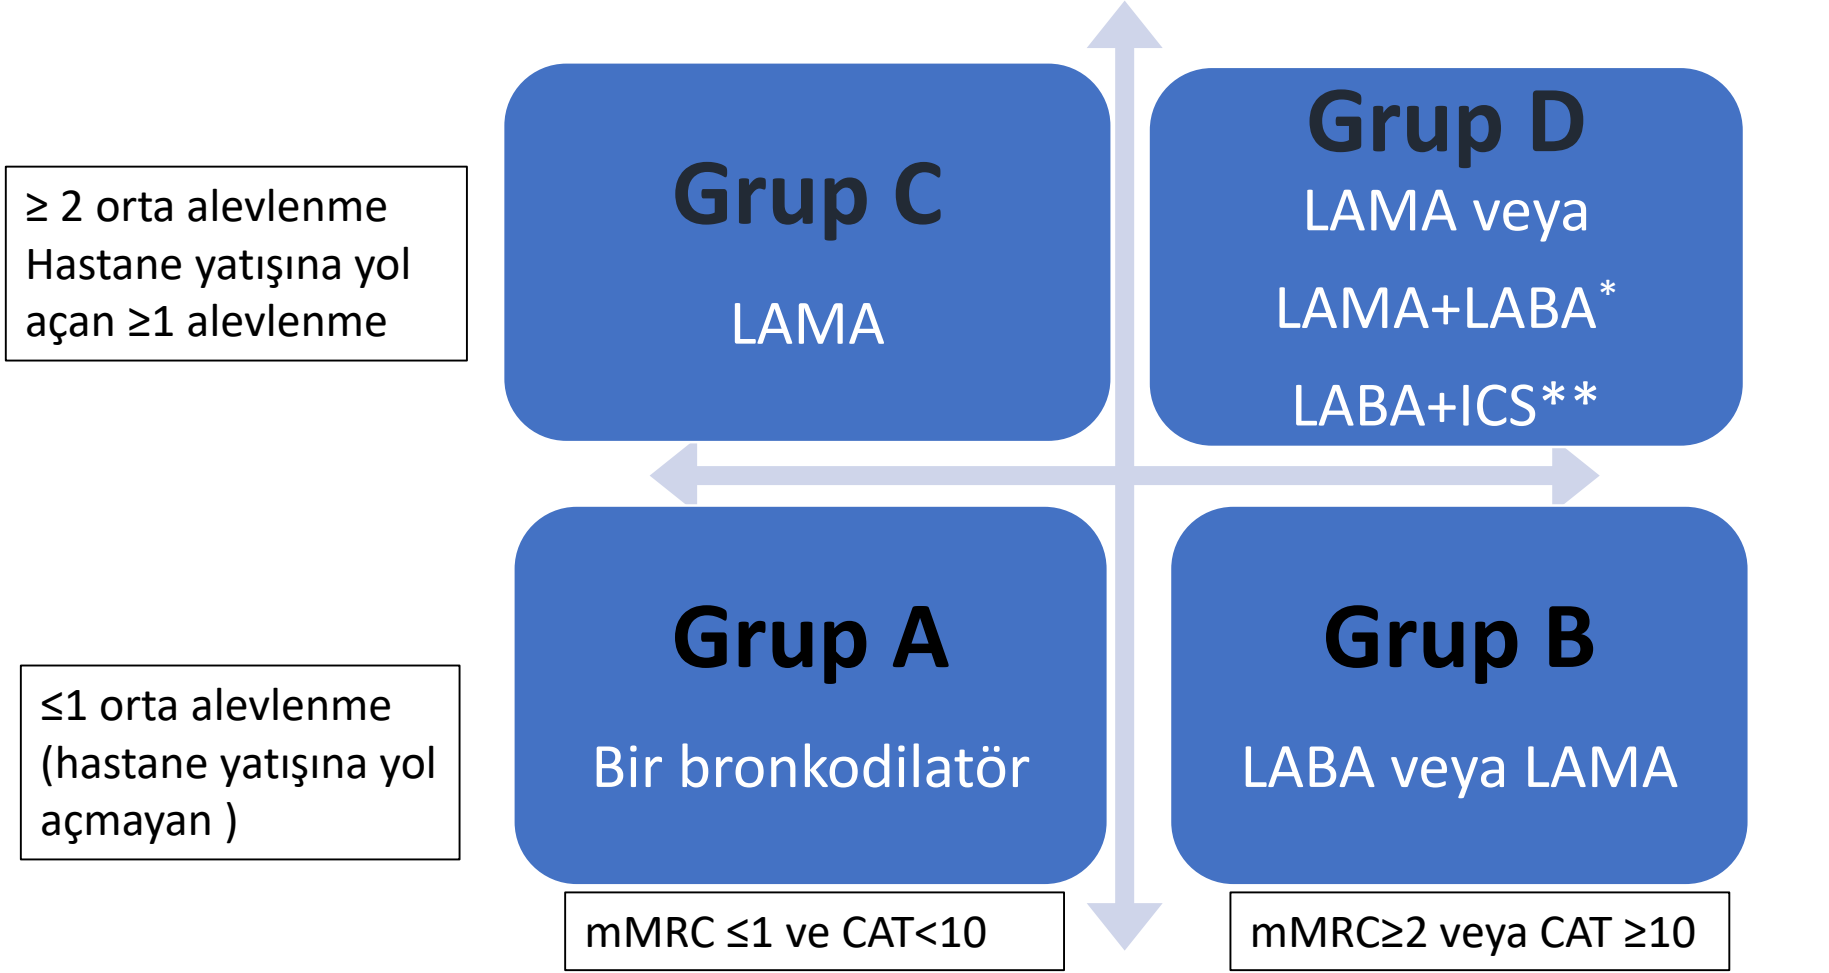 ≥ 2 orta alevlenme
Hastane yatışına yol
açan ≥1 alevlenme
Grup C
LAMA
Grup D
LAMA veya
LAMA+LABA*
LABA+ICS**
≤1 orta alevlenme
(hastane yatışına yol
açmayan )
Grup A
Bir bronkodilatör
Grup B
LABA veya LAMA
mMRC ≤1 ve CAT<10
mMRC≥2 veya CAT ≥10